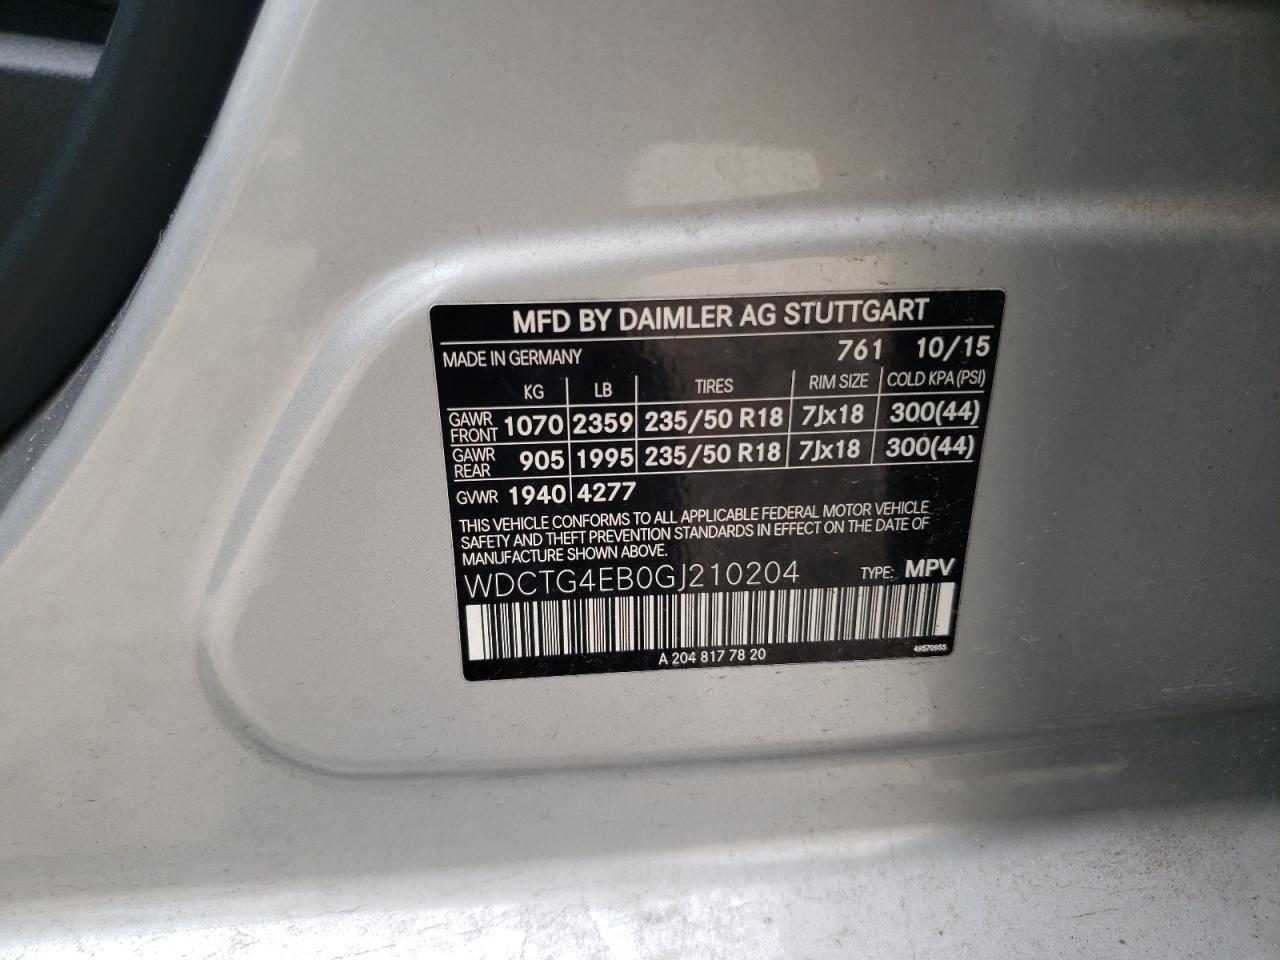 MFD BY DAIMLER AG STUTTGART
MADE IN GERMANY 761 10/15
KG LB TIRES RIM SIZE COLD KPA (PSI)
GAWR FRONT 1070 2359 235/50 R18 7Jx18 300(44)
GAWR REAR 905 1995 235/50 R18 7Jx18 300(44)
GVWR 1940 4277
THIS VEHICLE CONFORMS TO ALL APPLICABLE FEDERAL MOTOR VEHICLE
SAFETY AND THEFT PREVENTION STANDARDS IN EFFECT ON THE DATE OF
MANUFACTURE SHOWN ABOVE.
WDCTG4EB0GJ210204 TYPE: MPV
A 204 817 78 20 49570955